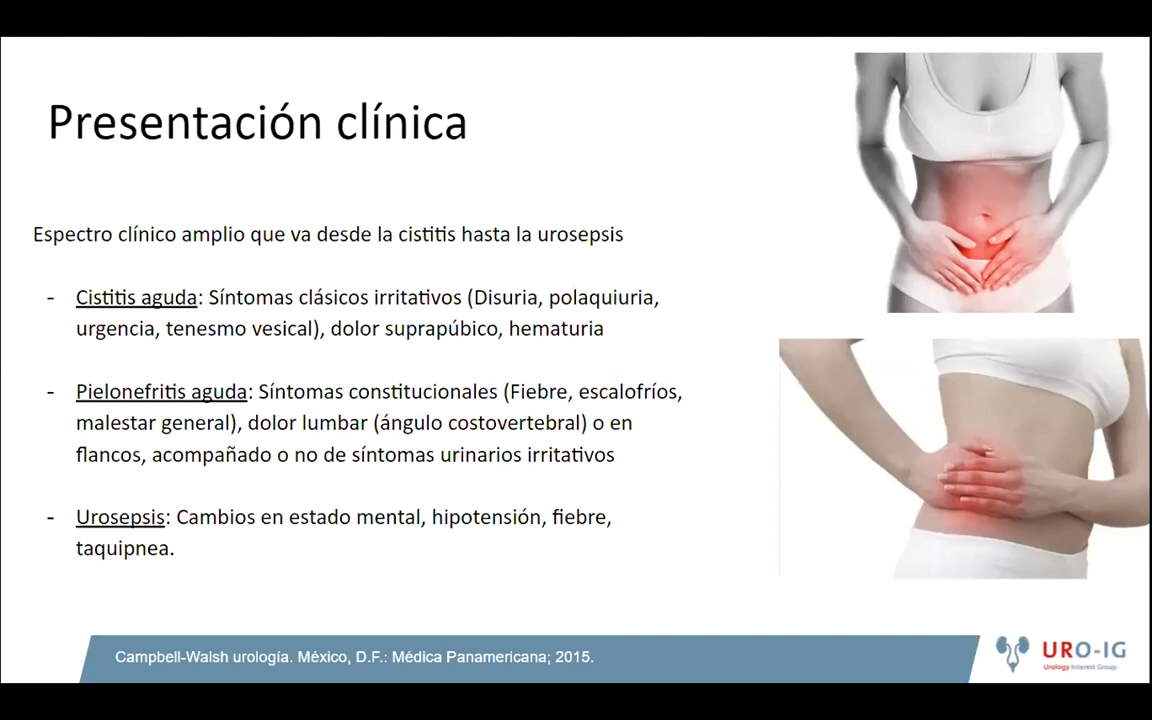 Presentación clínica
Espectro clínico amplio que va desde la cistitis hasta la urosepsis
- Cistitis aguda: Síntomas clásicos irritativos (Disuria, polaquiuria,
urgencia, tenesmo vesical), dolor suprapúbico, hematuria
- Pielonefritis aguda: Síntomas constitucionales (Fiebre, escalofríos,
malestar general), dolor lumbar (ángulo costovertebral) o en
flancos, acompañado o no de síntomas urinarios irritativos
- Urosepsis: Cambios en estado mental, hipotensión, fiebre,
taquipnea.
Campbell-Walsh urología. México, D.F.: Médica Panamericana; 2015.
URO-IG
Urology Interest Group